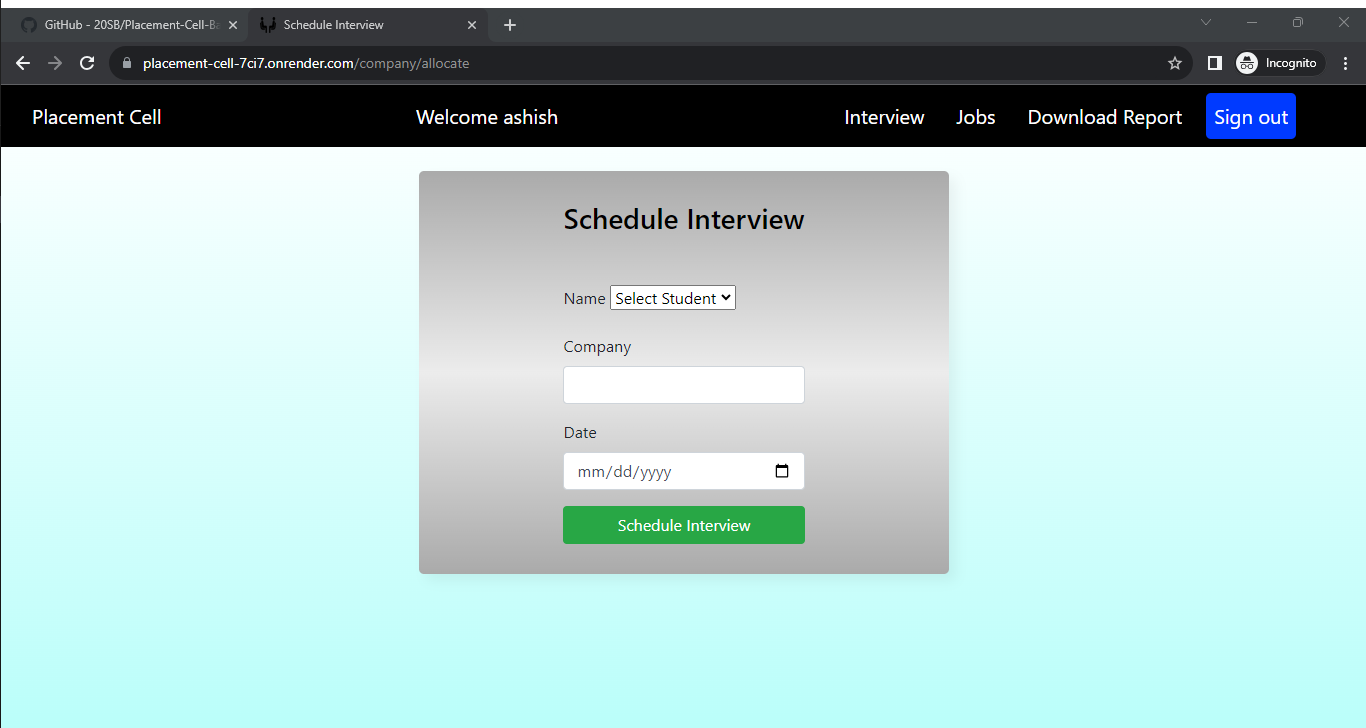 GitHub - 20SB/Placement-Cell-Ba
Schedule Interview
placement-cell-7ci7.onrender.com/company/allocate
Incognito
Placement Cell
Welcome ashish
Interview
Jobs
Download Report
Sign out
Schedule Interview
Name Select Student
Company
Date
mm/dd/yyyy
Schedule Interview